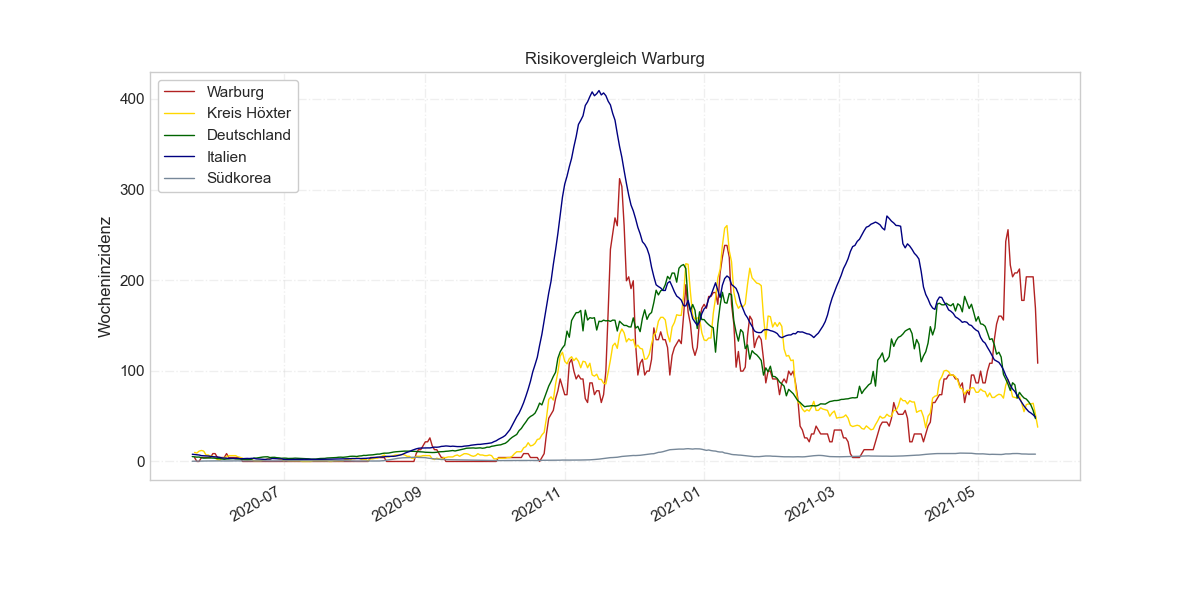 Risikovergleich Warburg
Warburg
Kreis Höxter
Deutschland
Italien
Südkorea
Wocheninzidenz
400
300
200
100
0
2020-07
2020-09
2020-11
2021-01
2021-03
2021-05